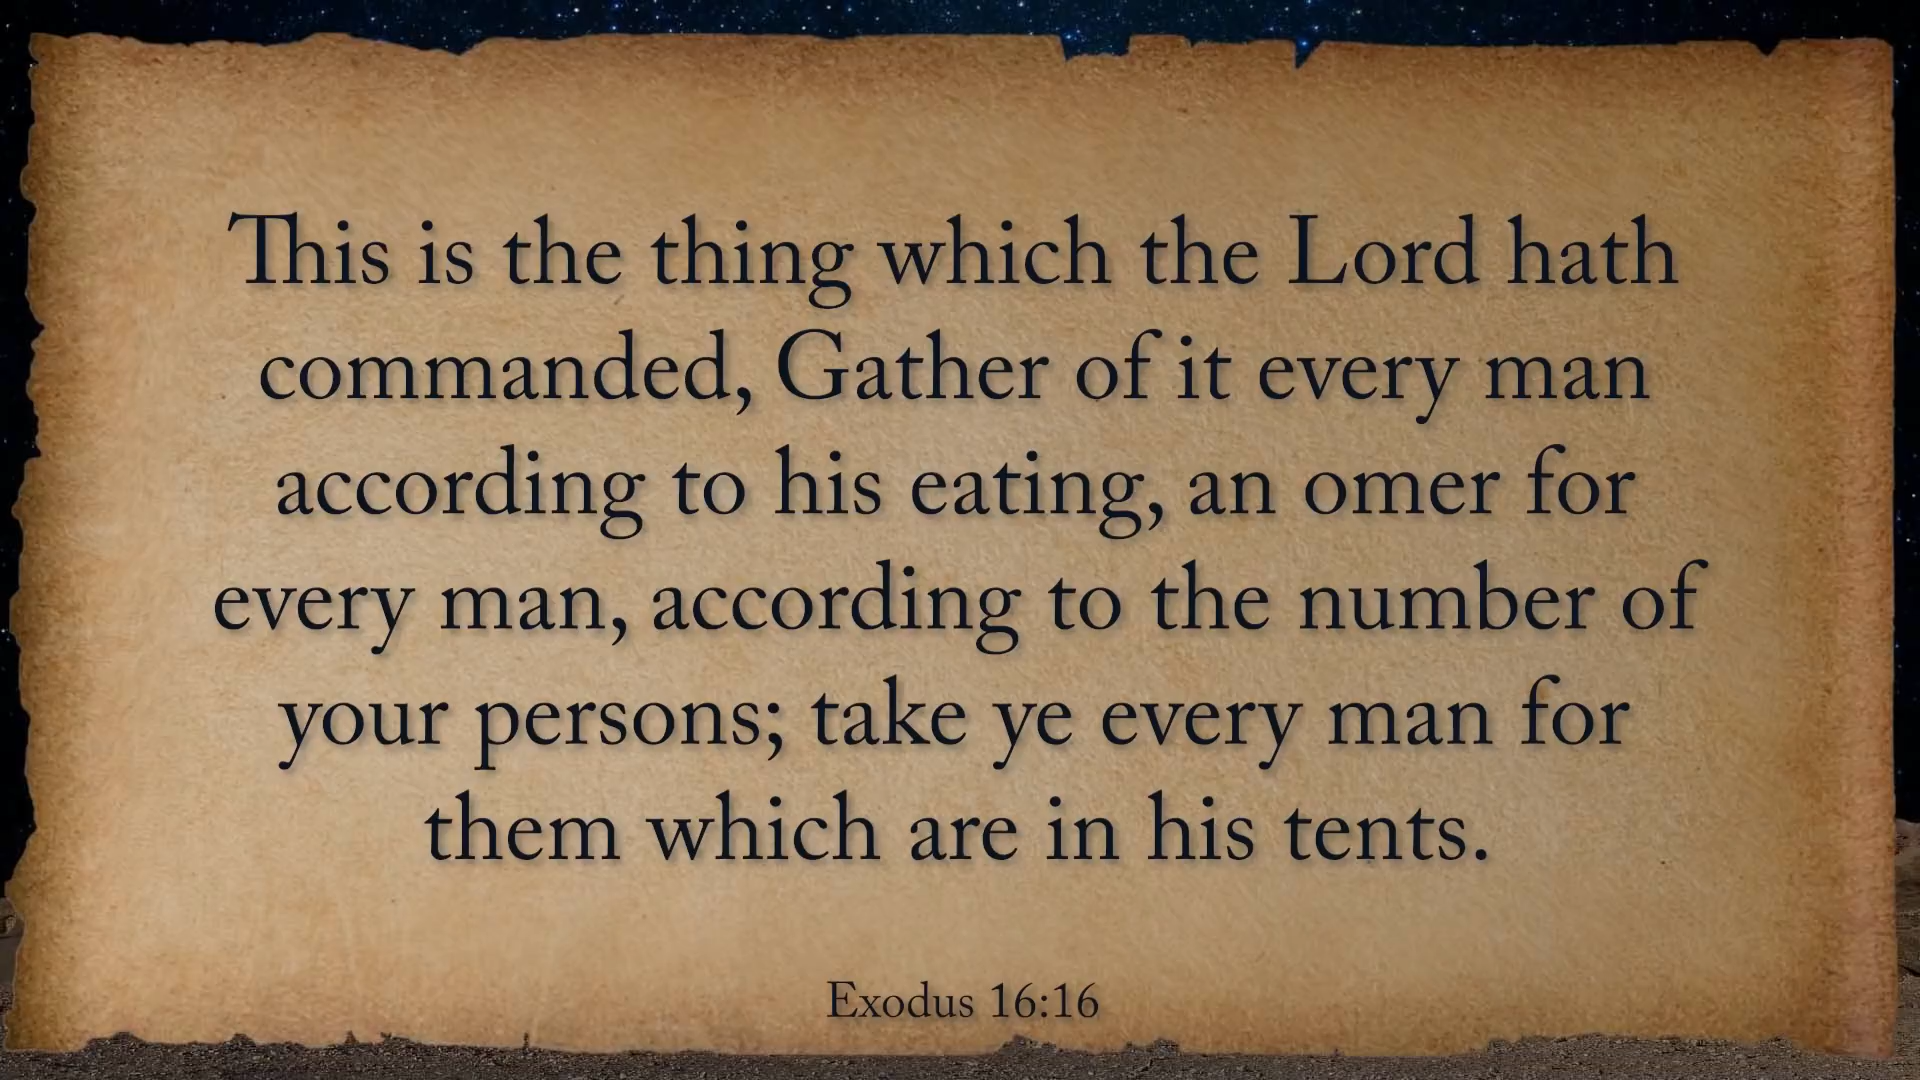 This is the thing which the Lord hath
commanded, Gather of it every man
according to his eating, an omer for
every man, according to the number of
your persons; take ye every man for
them which are in his tents.
Exodus 16:16